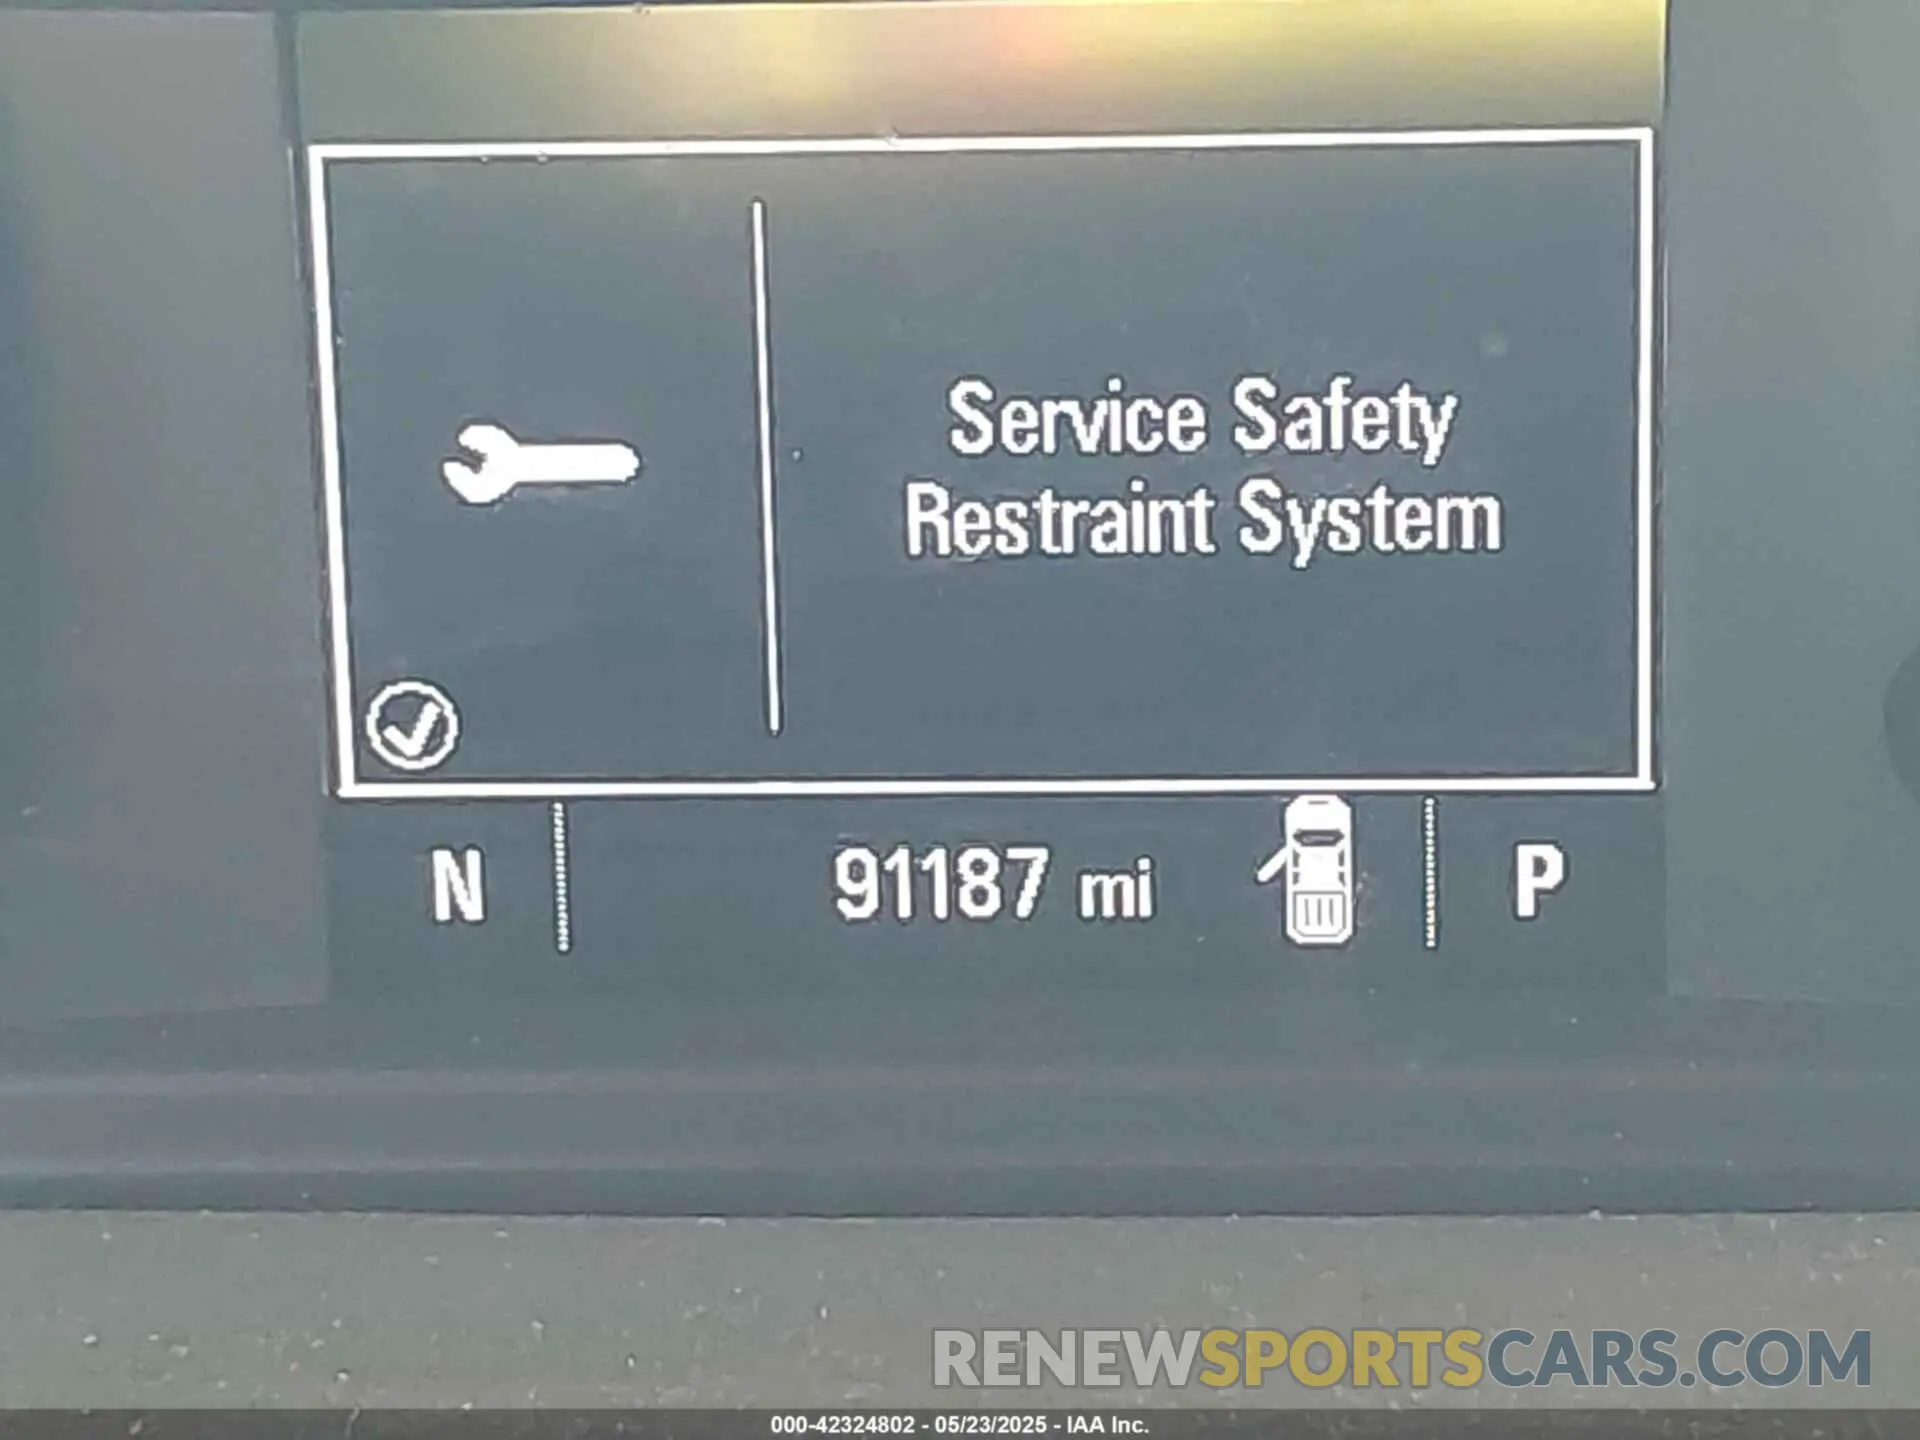 Service Safety
Restraint System
N 91187 mi P
RENEWSPORTSCARS.COM
000-42324802 - 05/23/2025 - IAA Inc.